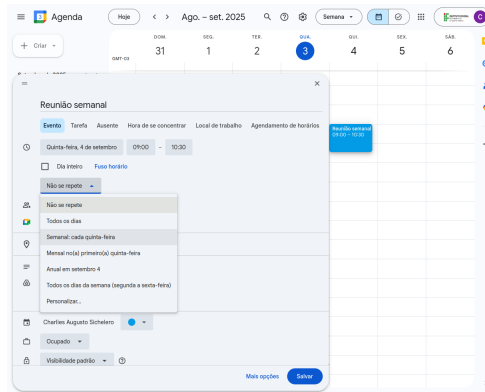 Agenda
Hoje
Ago. – set. 2025
Semana
Criar
GMT-03
DOM. SEG. TER. QUA. QUI. SEX. SÁB.
31 1 2 3 4 5 6
Reunião semanal
Evento Tarefa Ausente Hora de se concentrar Local de trabalho Agendamento de horários
Quinta-feira, 4 de setembro 09:00 – 10:30
Dia inteiro Fuso horário
Não se repete
Não se repete
Todos os dias
Semanal: cada quinta-feira
Mensal no(a) primeiro(a) quinta-feira
Anual em setembro 4
Todos os dias da semana (segunda a sexta-feira)
Personalizar...
Charlies Augusto Sichelero
Ocupado
Visibilidade padrão
Mais opções Salvar
Reunião semanal
09:00 – 10:30
C